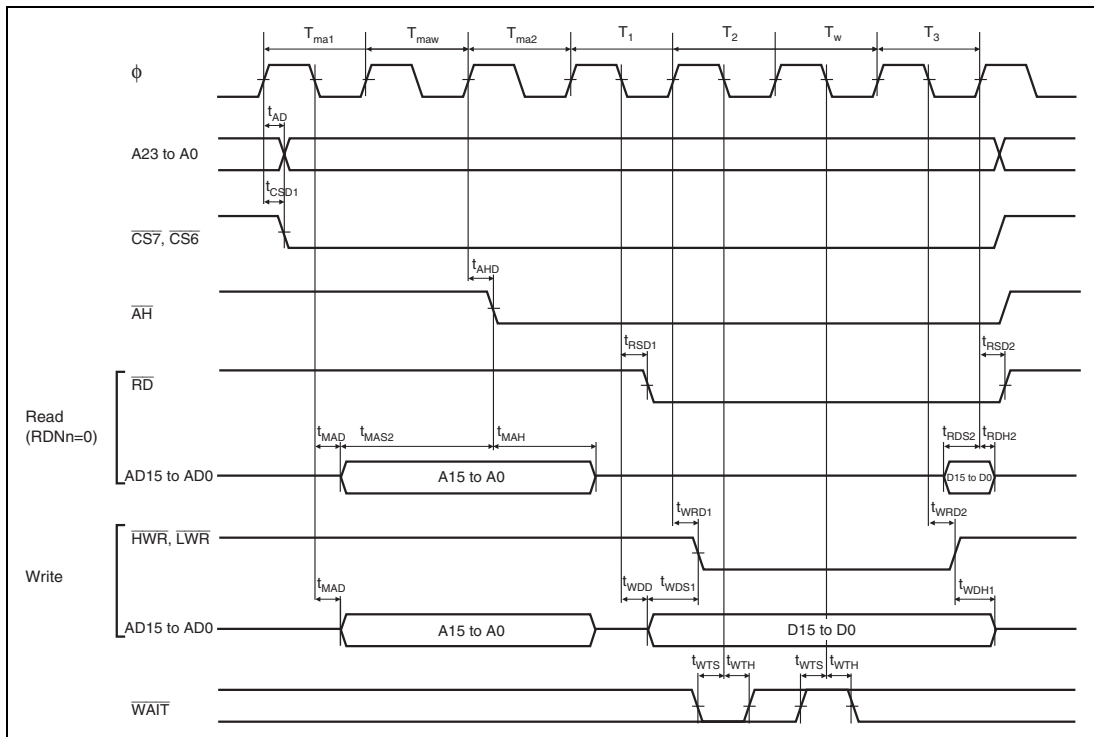 Tma1 Tmaw Tma2 T1 T2 Tw T3
ϕ
tAD
A23 to A0
tCSD1
CS7, CS6
tAHD
AH
tRSD1 tRSD2
RD
Read
(RDNn=0)
tMAD tMAS2 tMAH tRDS2 tRDH2
AD15 to AD0 A15 to A0 D15 to D0
tWRD1 tWRD2
HWR, LWR
Write
tMAD tWDD tWDS1 tWDH1
AD15 to AD0 A15 to A0 D15 to D0
tWTS tWTH tWTS tWTH
WAIT